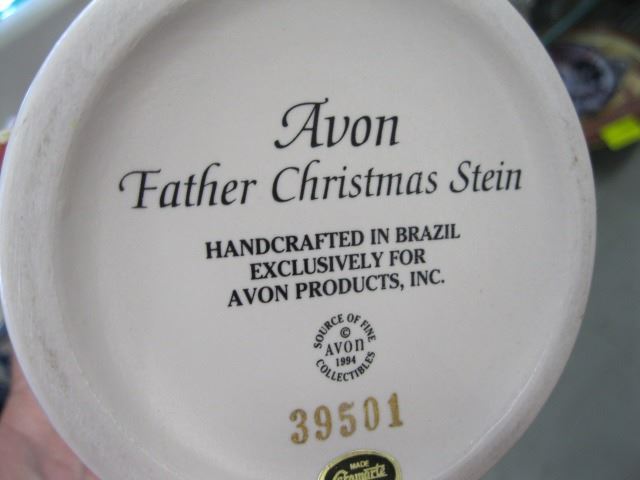 Avon
Father Christmas Stein
HANDCRAFTED IN BRAZIL
EXCLUSIVELY FOR
AVON PRODUCTS, INC.
SOURCE OF FINE
©
AVON
1994
COLLECTIBLES
39501
MADE